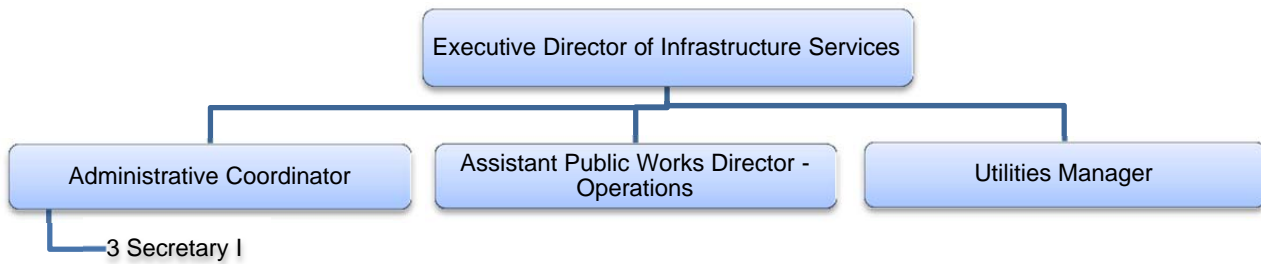 Executive Director of Infrastructure Services
Administrative Coordinator
Assistant Public Works Director -
Operations
Utilities Manager
3 Secretary I